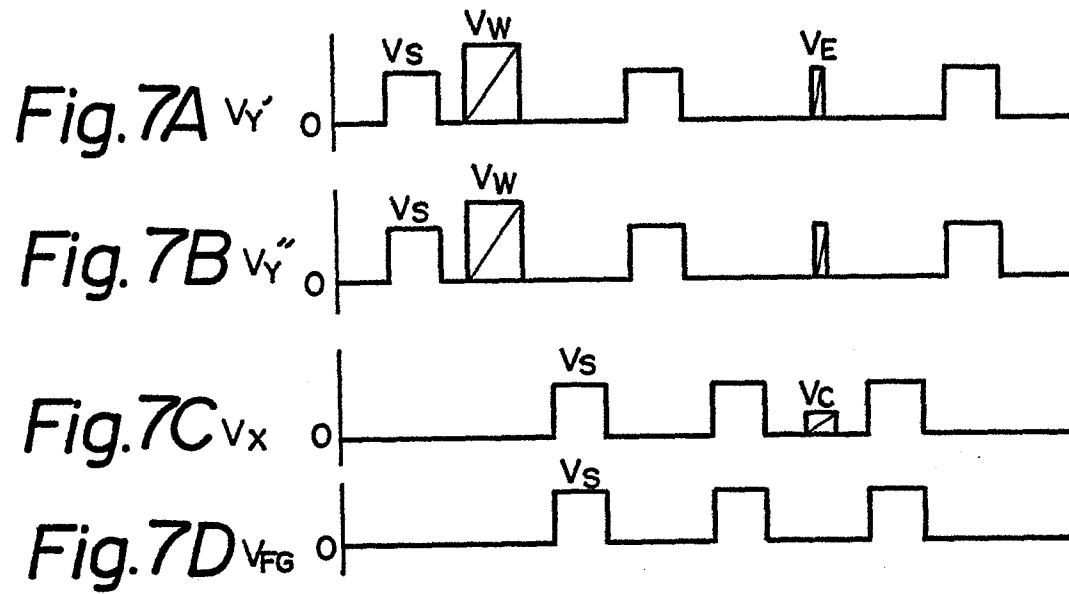 Fig. 7A VY' 0 VS VW VE
Fig. 7B VY" 0 VS VW
Fig. 7C VX 0 VS VC
Fig. 7D VFG 0 VS